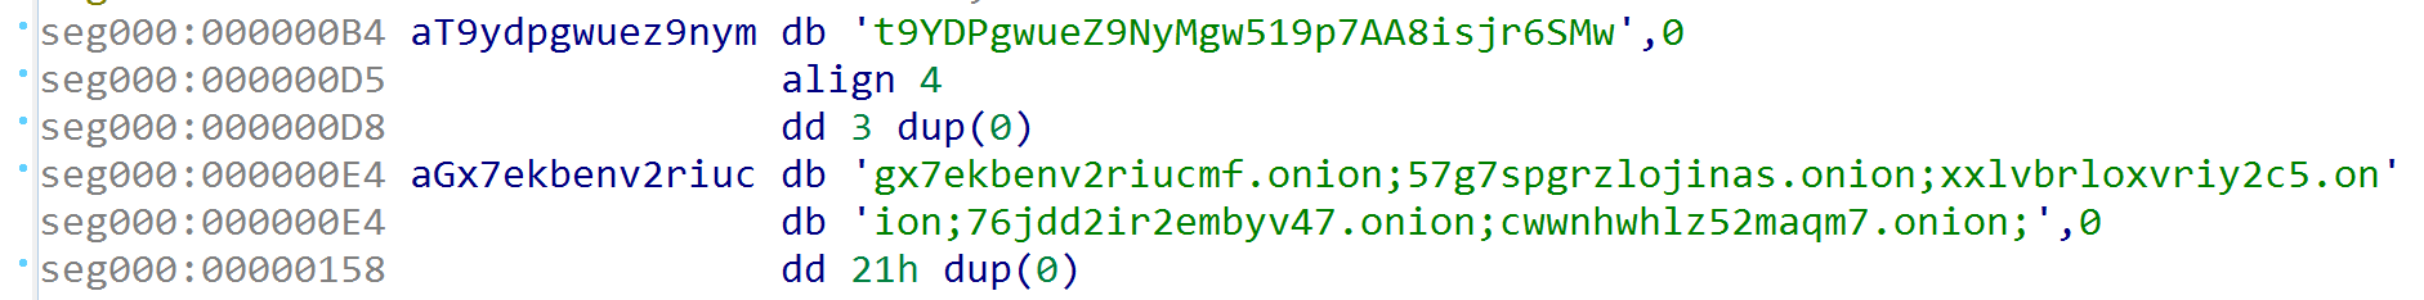 seg000:000000B4 aT9ydpgwuez9nym db 't9YDPgwueZ9NyMgw519p7AA8isjr6SMw',0
seg000:000000D5 align 4
seg000:000000D8 dd 3 dup(0)
seg000:000000E4 aGx7ekbenv2riuc db 'gx7ekbenv2riucmf.onion;57g7spgrzlojinas.onion;xxlvbrloxvriy2c5.on'
seg000:000000E4 db 'ion;76jdd2ir2embyv47.onion;cwwnhwhlz52maqm7.onion;',0
seg000:00000158 dd 21h dup(0)